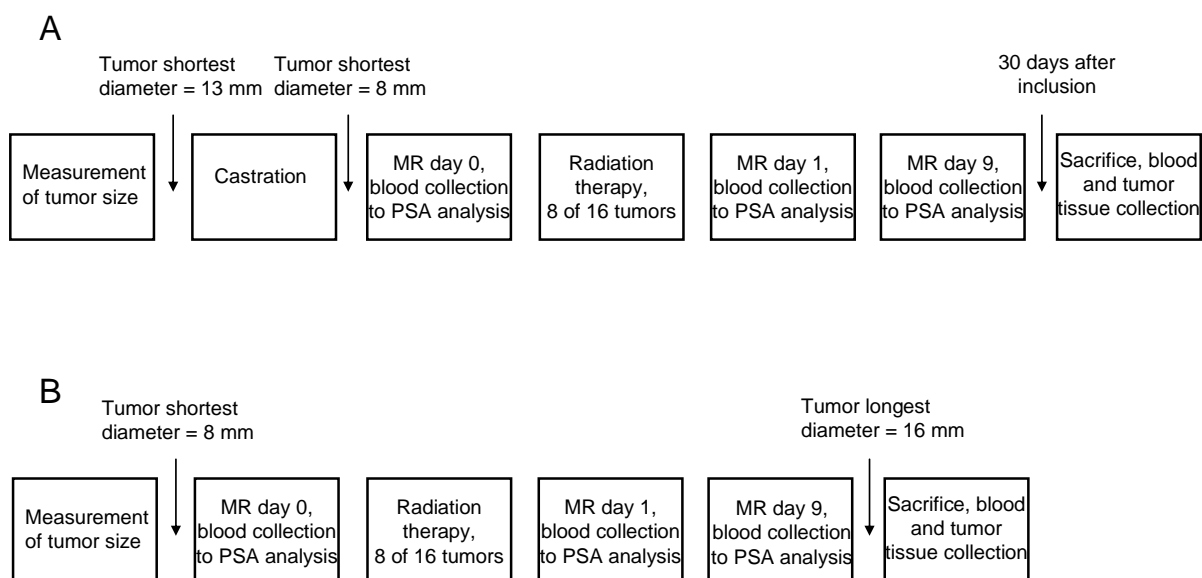 A
Tumor shortest
diameter = 13 mm
Tumor shortest
diameter = 8 mm
30 days after
inclusion
Measurement
of tumor size
Castration
MR day 0,
blood collection
to PSA analysis
Radiation
therapy,
8 of 16 tumors
MR day 1,
blood collection
to PSA analysis
MR day 9,
blood collection
to PSA analysis
Sacrifice, blood
and tumor
tissue collection
B
Tumor shortest
diameter = 8 mm
Tumor longest
diameter = 16 mm
Measurement
of tumor size
MR day 0,
blood collection
to PSA analysis
Radiation
therapy,
8 of 16 tumors
MR day 1,
blood collection
to PSA analysis
MR day 9,
blood collection
to PSA analysis
Sacrifice, blood
and tumor
tissue collection